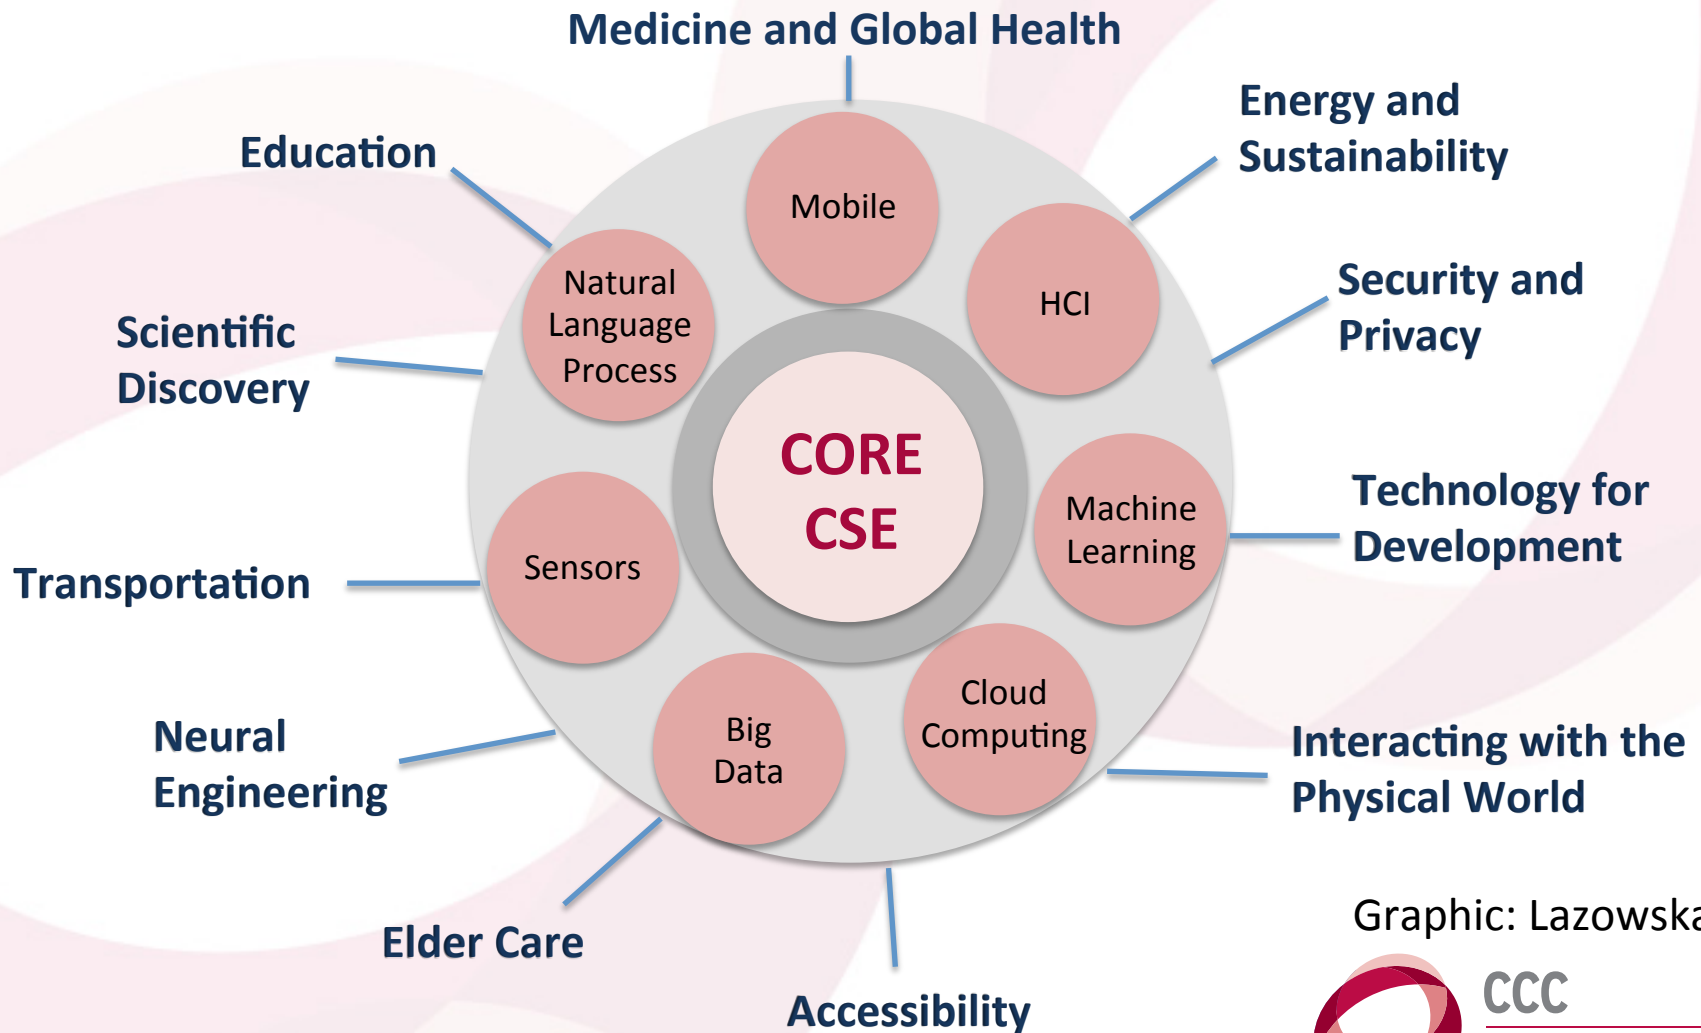 Medicine and Global Health
Energy and
Sustainability
Education
Mobile
Security and
Privacy
HCI
Natural
Language
Process
Scientific
Discovery
CORE
CSE
Technology for
Development
Machine
Learning
Transportation
Sensors
Cloud
Computing
Interacting with the
Physical World
Big
Data
Neural
Engineering
Elder Care
Accessibility
Graphic: Lazowska
CCC